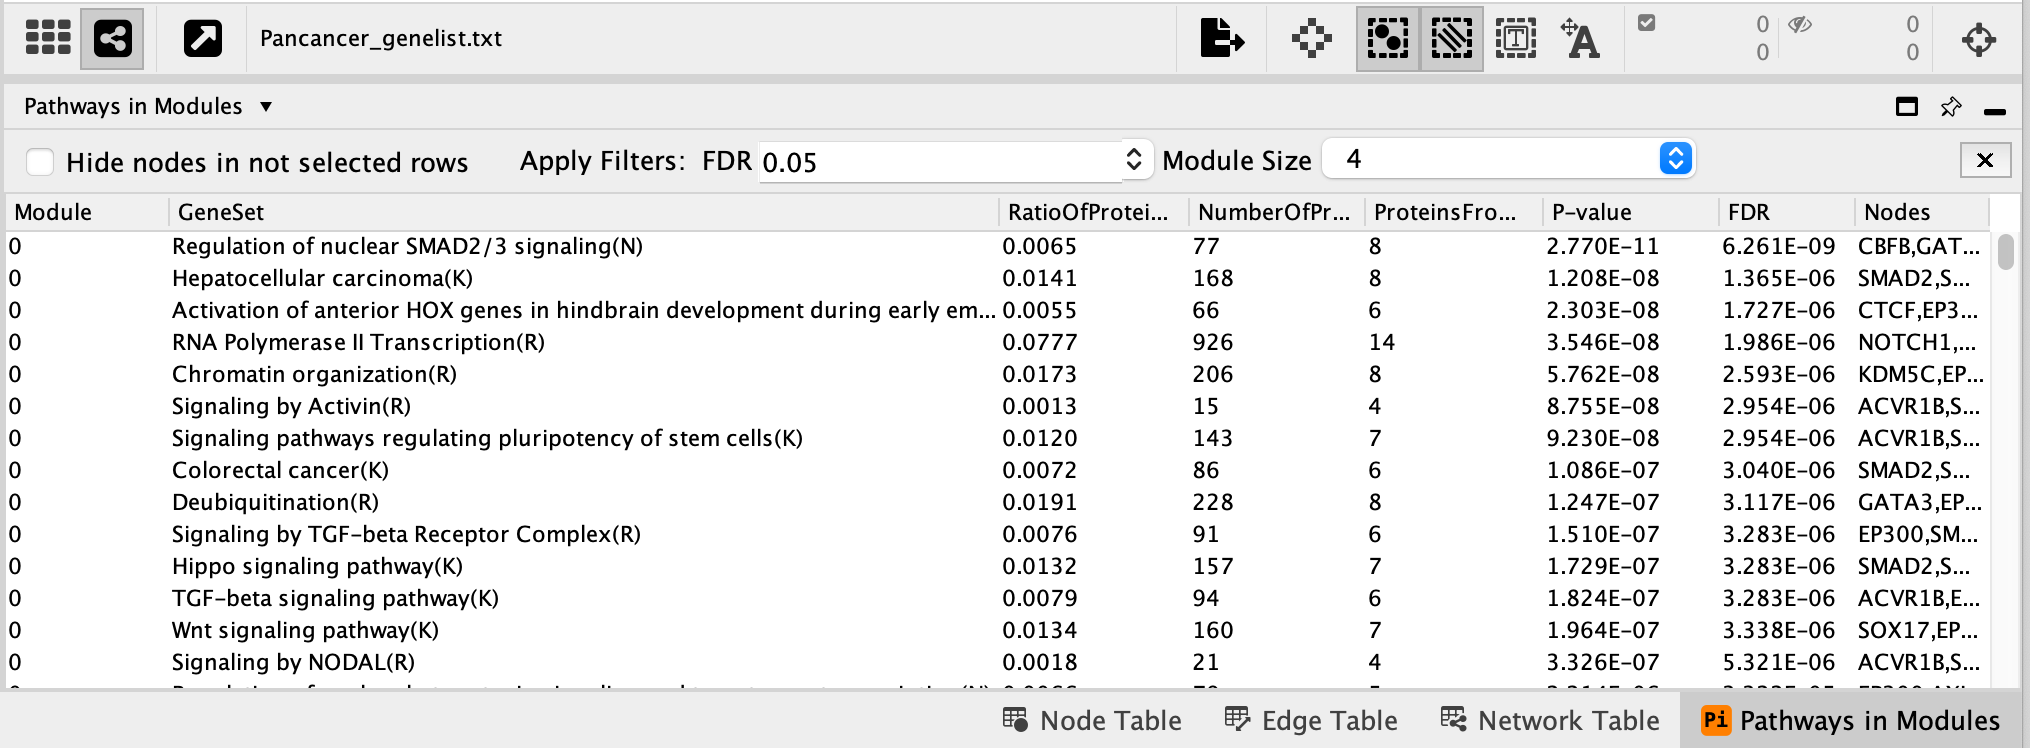 Pancancer_genelist.txt
0 0
0 0
Pathways in Modules
Hide nodes in not selected rows Apply Filters: FDR 0.05 Module Size 4
Module GeneSet RatioOfProtei... NumberOfPr... ProteinsFro... P-value FDR Nodes
0 Regulation of nuclear SMAD2/3 signaling(N) 0.0065 77 8 2.770E-11 6.261E-09 CBFB,GAT...
0 Hepatocellular carcinoma(K) 0.0141 168 8 1.208E-08 1.365E-06 SMAD2,S...
0 Activation of anterior HOX genes in hindbrain development during early em... 0.0055 66 6 2.303E-08 1.727E-06 CTCF,EP3...
0 RNA Polymerase II Transcription(R) 0.0777 926 14 3.546E-08 1.986E-06 NOTCH1,...
0 Chromatin organization(R) 0.0173 206 8 5.762E-08 2.593E-06 KDM5C,EP...
0 Signaling by Activin(R) 0.0013 15 4 8.755E-08 2.954E-06 ACVR1B,S...
0 Signaling pathways regulating pluripotency of stem cells(K) 0.0120 143 7 9.230E-08 2.954E-06 ACVR1B,S...
0 Colorectal cancer(K) 0.0072 86 6 1.086E-07 3.040E-06 SMAD2,S...
0 Deubiquitination(R) 0.0191 228 8 1.247E-07 3.117E-06 GATA3,EP...
0 Signaling by TGF-beta Receptor Complex(R) 0.0076 91 6 1.510E-07 3.283E-06 EP300,SM...
0 Hippo signaling pathway(K) 0.0132 157 7 1.729E-07 3.283E-06 SMAD2,S...
0 TGF-beta signaling pathway(K) 0.0079 94 6 1.824E-07 3.283E-06 ACVR1B,E...
0 Wnt signaling pathway(K) 0.0134 160 7 1.964E-07 3.338E-06 SOX17,EP...
0 Signaling by NODAL(R) 0.0018 21 4 3.326E-07 5.321E-06 ACVR1B,S...
Node Table Edge Table Network Table Pi Pathways in Modules